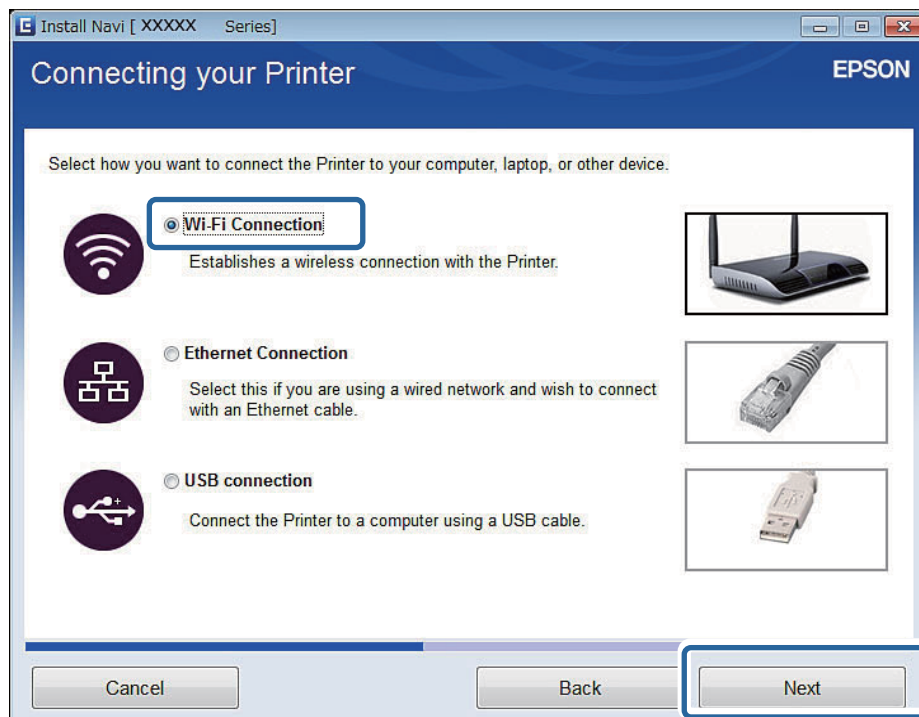 Install Navi [ XXXXX Series]
Connecting your Printer
EPSON
Select how you want to connect the Printer to your computer, laptop, or other device.
Wi-Fi Connection
Establishes a wireless connection with the Printer.
Ethernet Connection
Select this if you are using a wired network and wish to connect
with an Ethernet cable.
USB connection
Connect the Printer to a computer using a USB cable.
Cancel
Back
Next